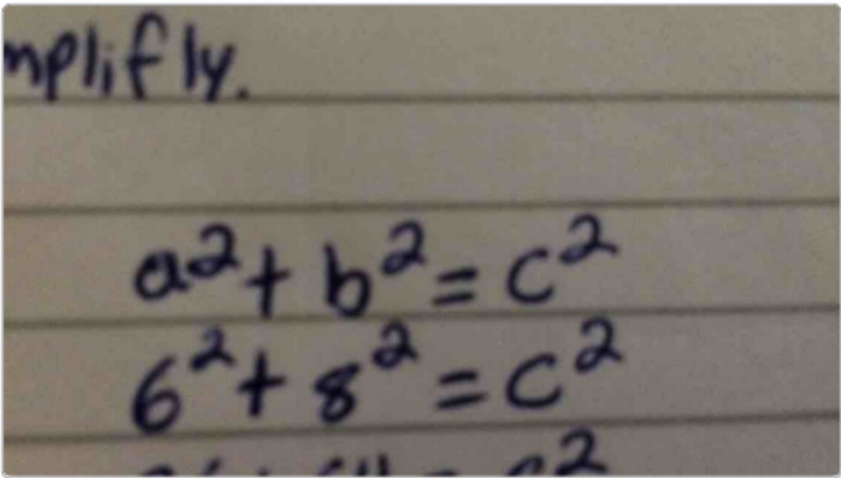 mplifly.
a²+ b² = c²
6²+ 8² = c²